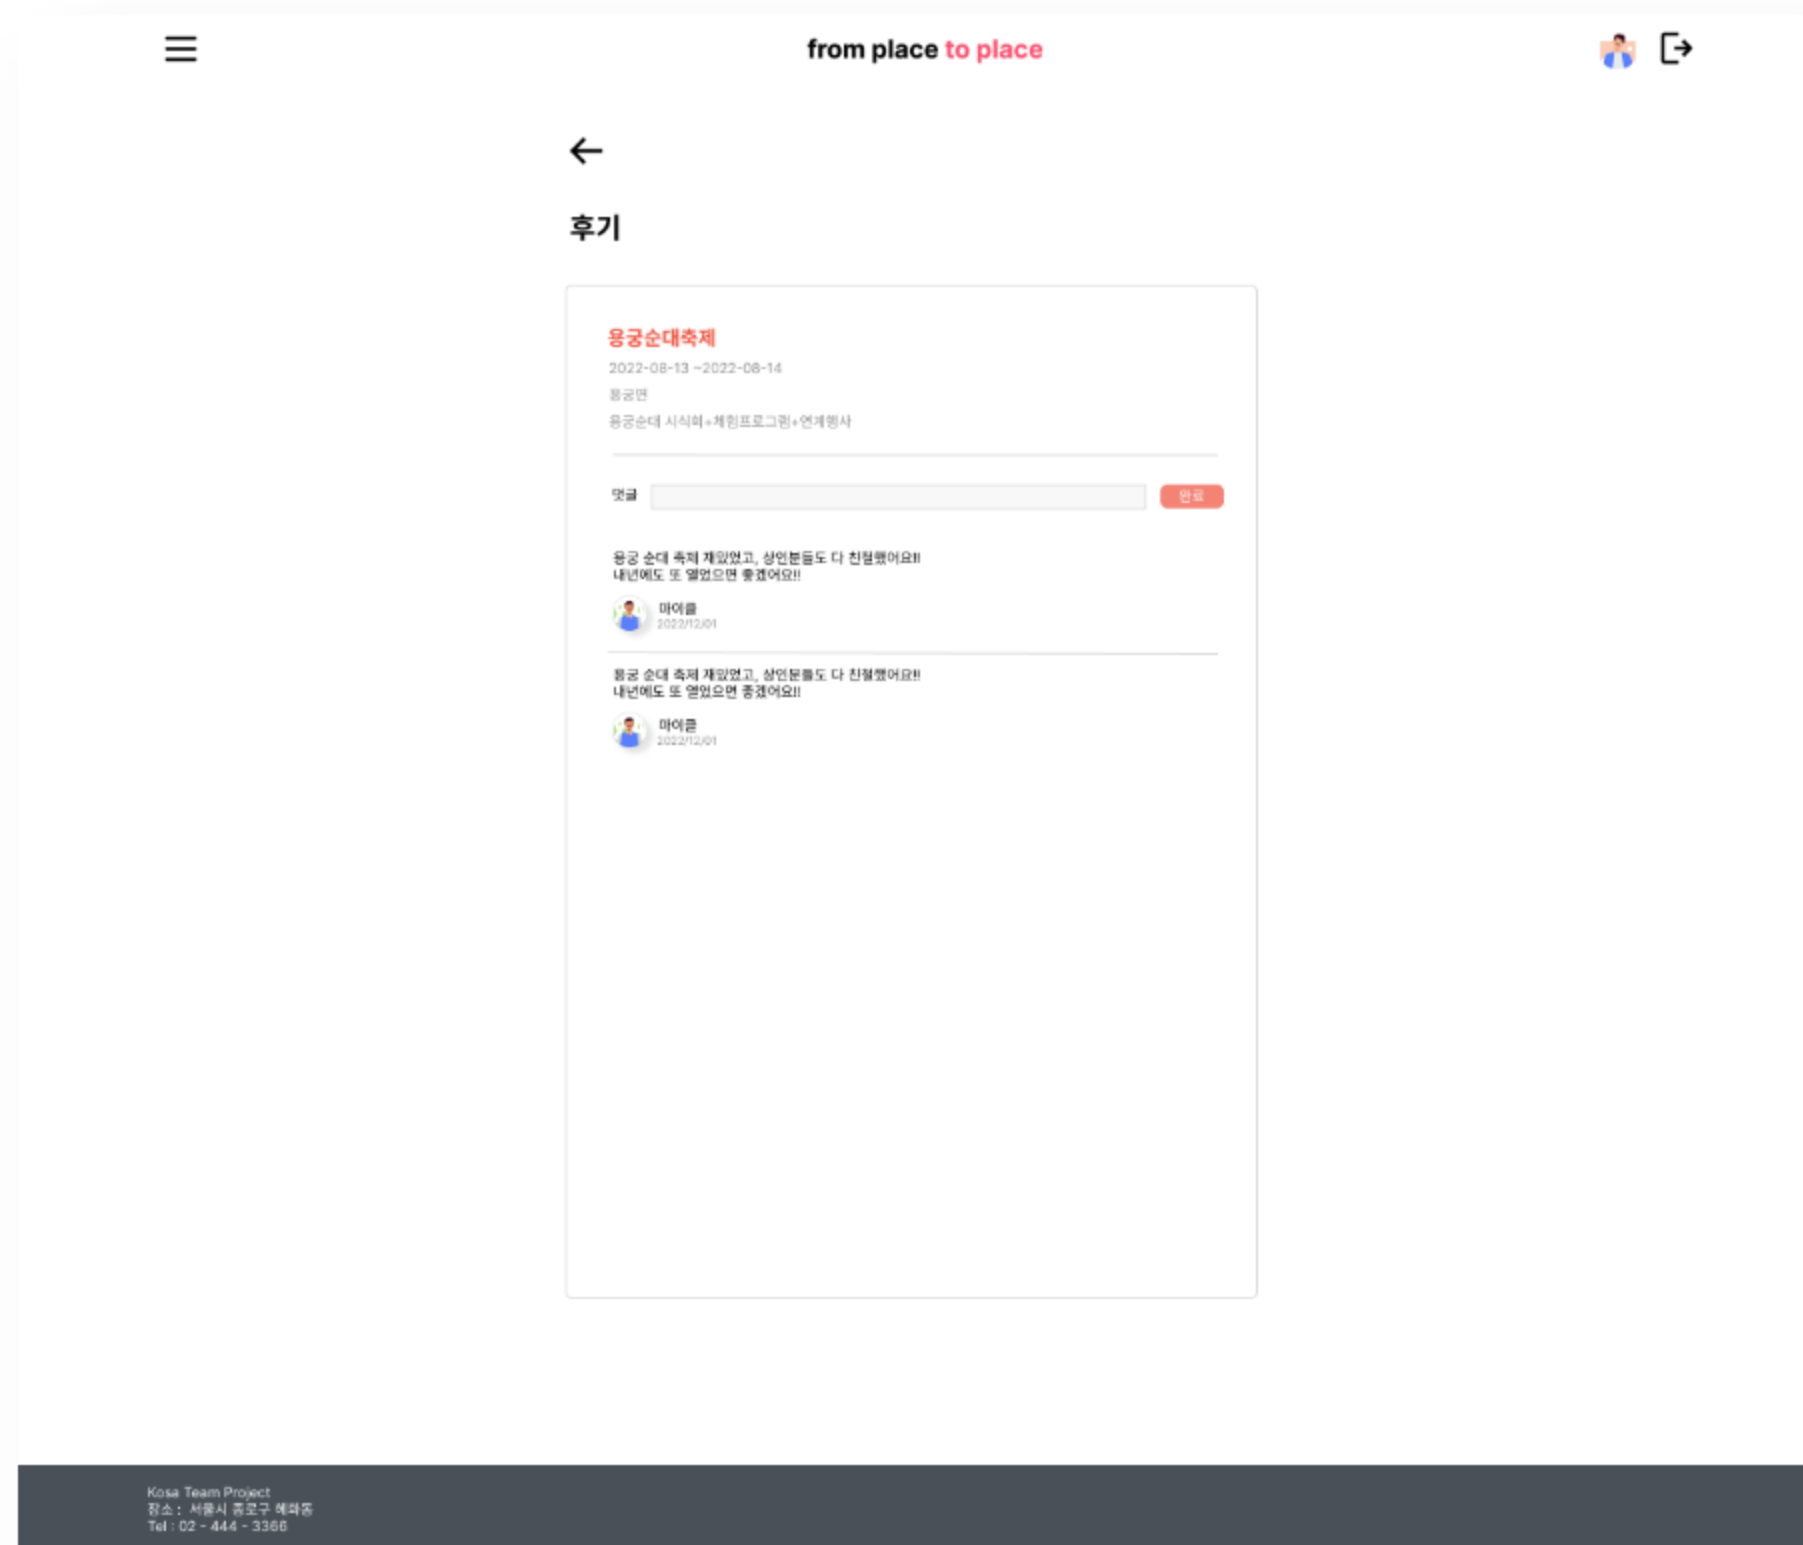 from place to place
후기
용궁순대축제
2022-08-13 ~2022-08-14
용궁면
용궁순대 시식회+체험프로그램+연계행사
댓글
완료
용궁 순대 축제 재밌었고, 상인분들도 다 친절했어요!!
내년에도 또 열었으면 좋겠어요!!
마이클
2022/12/01
용궁 순대 축제 재밌었고, 상인분들도 다 친절했어요!!
내년에도 또 열었으면 좋겠어요!!
마이클
2022/12/01
Kosa Team Project
장소 : 서울시 종로구 혜화동
Tel : 02 - 444 - 3366